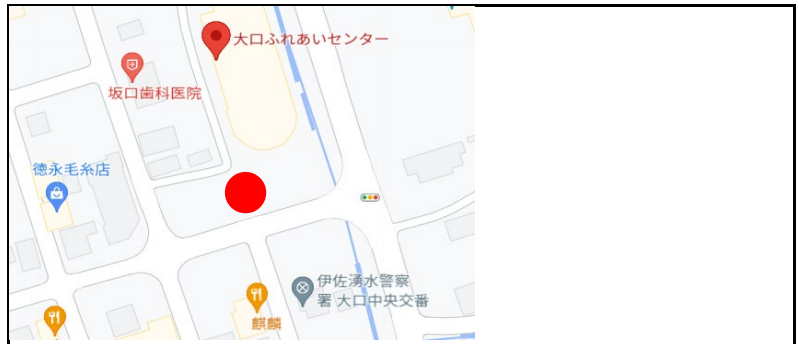 大口ふれあいセンター
坂口歯科医院
徳永毛糸店
伊佐湧水警察
署 大口中央交番
麒麟